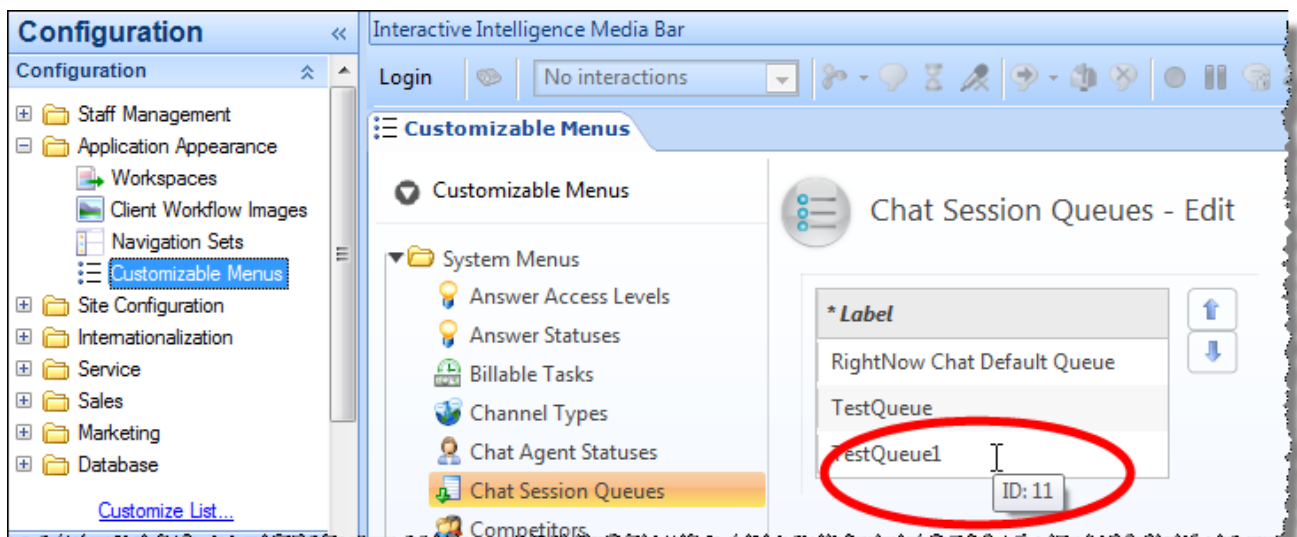 Configuration
Configuration
Staff Management
Application Appearance
Workspaces
Client Workflow Images
Navigation Sets
Customizable Menus
Site Configuration
Internationalization
Service
Sales
Marketing
Database
Customize List...
Interactive Intelligence Media Bar
Login
No interactions
Customizable Menus
Customizable Menus
System Menus
Answer Access Levels
Answer Statuses
Billable Tasks
Channel Types
Chat Agent Statuses
Chat Session Queues
Competitors
Chat Session Queues - Edit
* Label
RightNow Chat Default Queue
TestQueue
TestQueue1
ID: 11